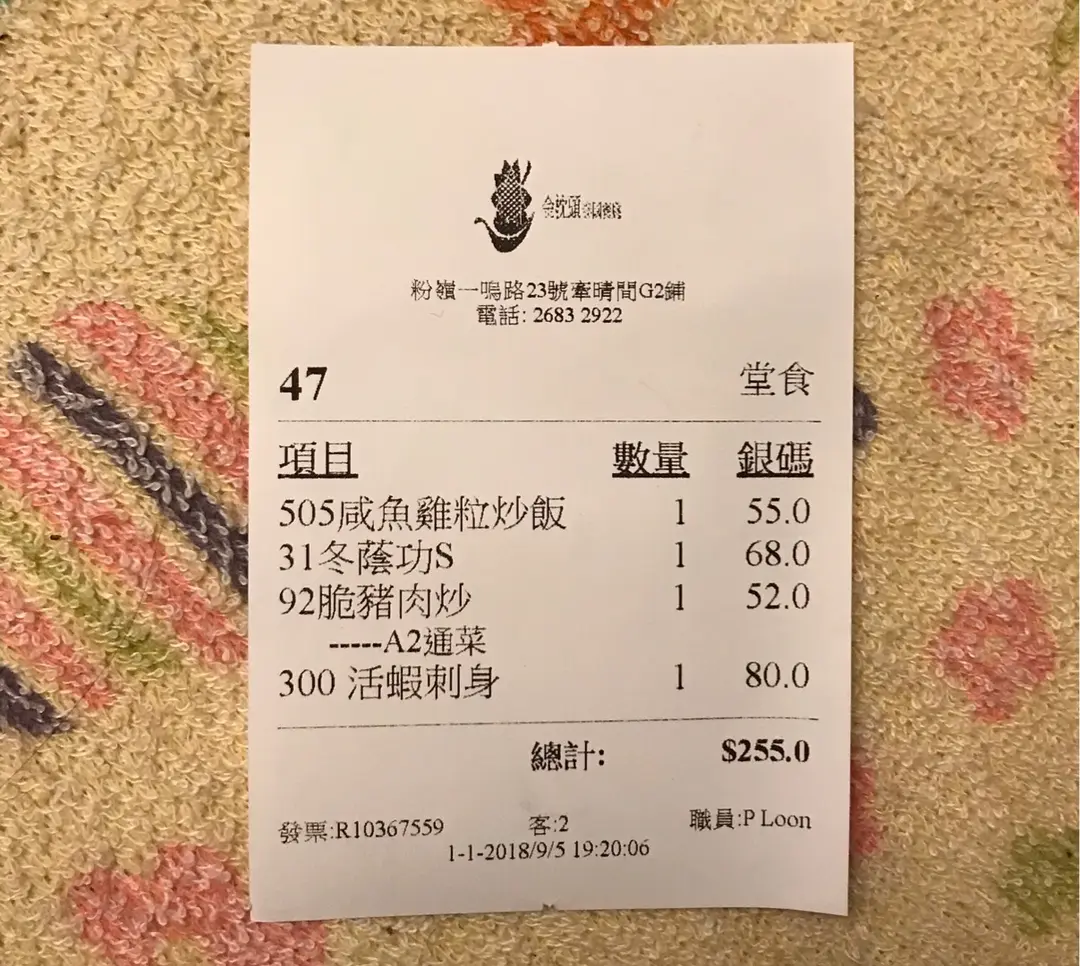 金枕頭
粉嶺一鳴路23號牽晴間G2鋪
電話: 2683 2922
47 堂食
項目 數量 銀碼
505咸魚雞粒炒飯 1 55.0
31冬蔭功S 1 68.0
92脆豬肉炒 1 52.0
-----A2通菜
300 活蝦刺身 1 80.0
總計: $255.0
發票:R10367559 客:2 職員:P Loon
1-1-2018/9/5 19:20:06